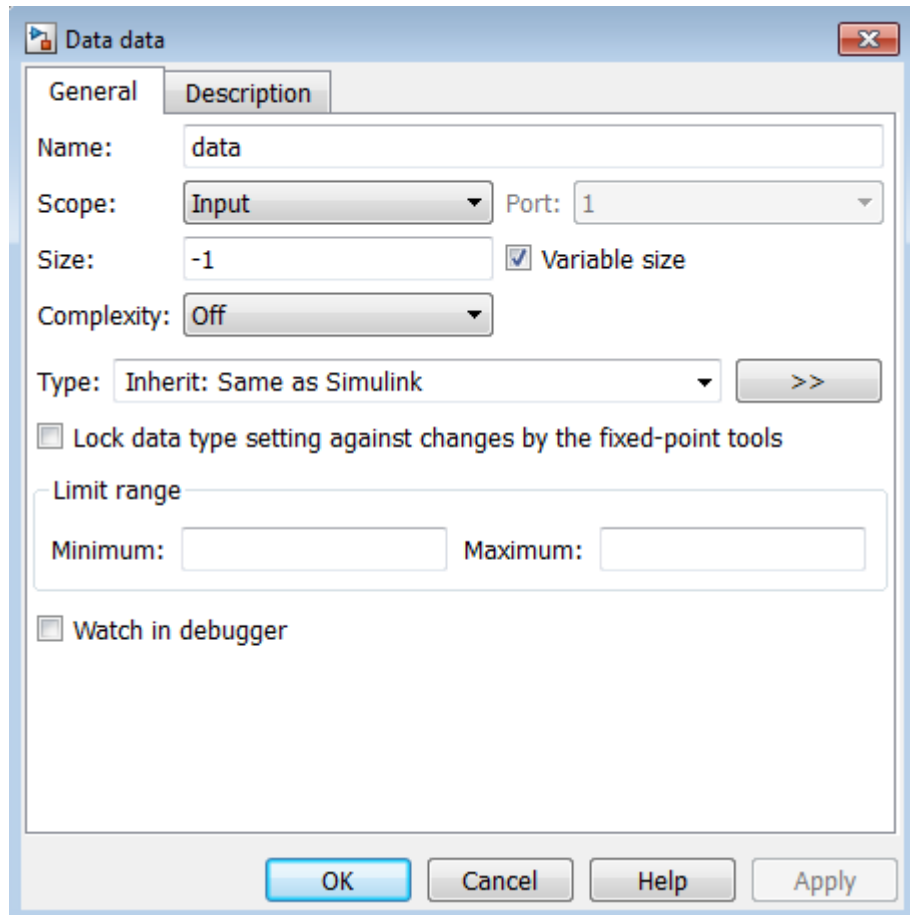 Data data
General Description
Name: data
Scope: Input Port: 1
Size: -1 Variable size
Complexity: Off
Type: Inherit: Same as Simulink >>
Lock data type setting against changes by the fixed-point tools
Limit range
Minimum: Maximum:
Watch in debugger
OK Cancel Help Apply